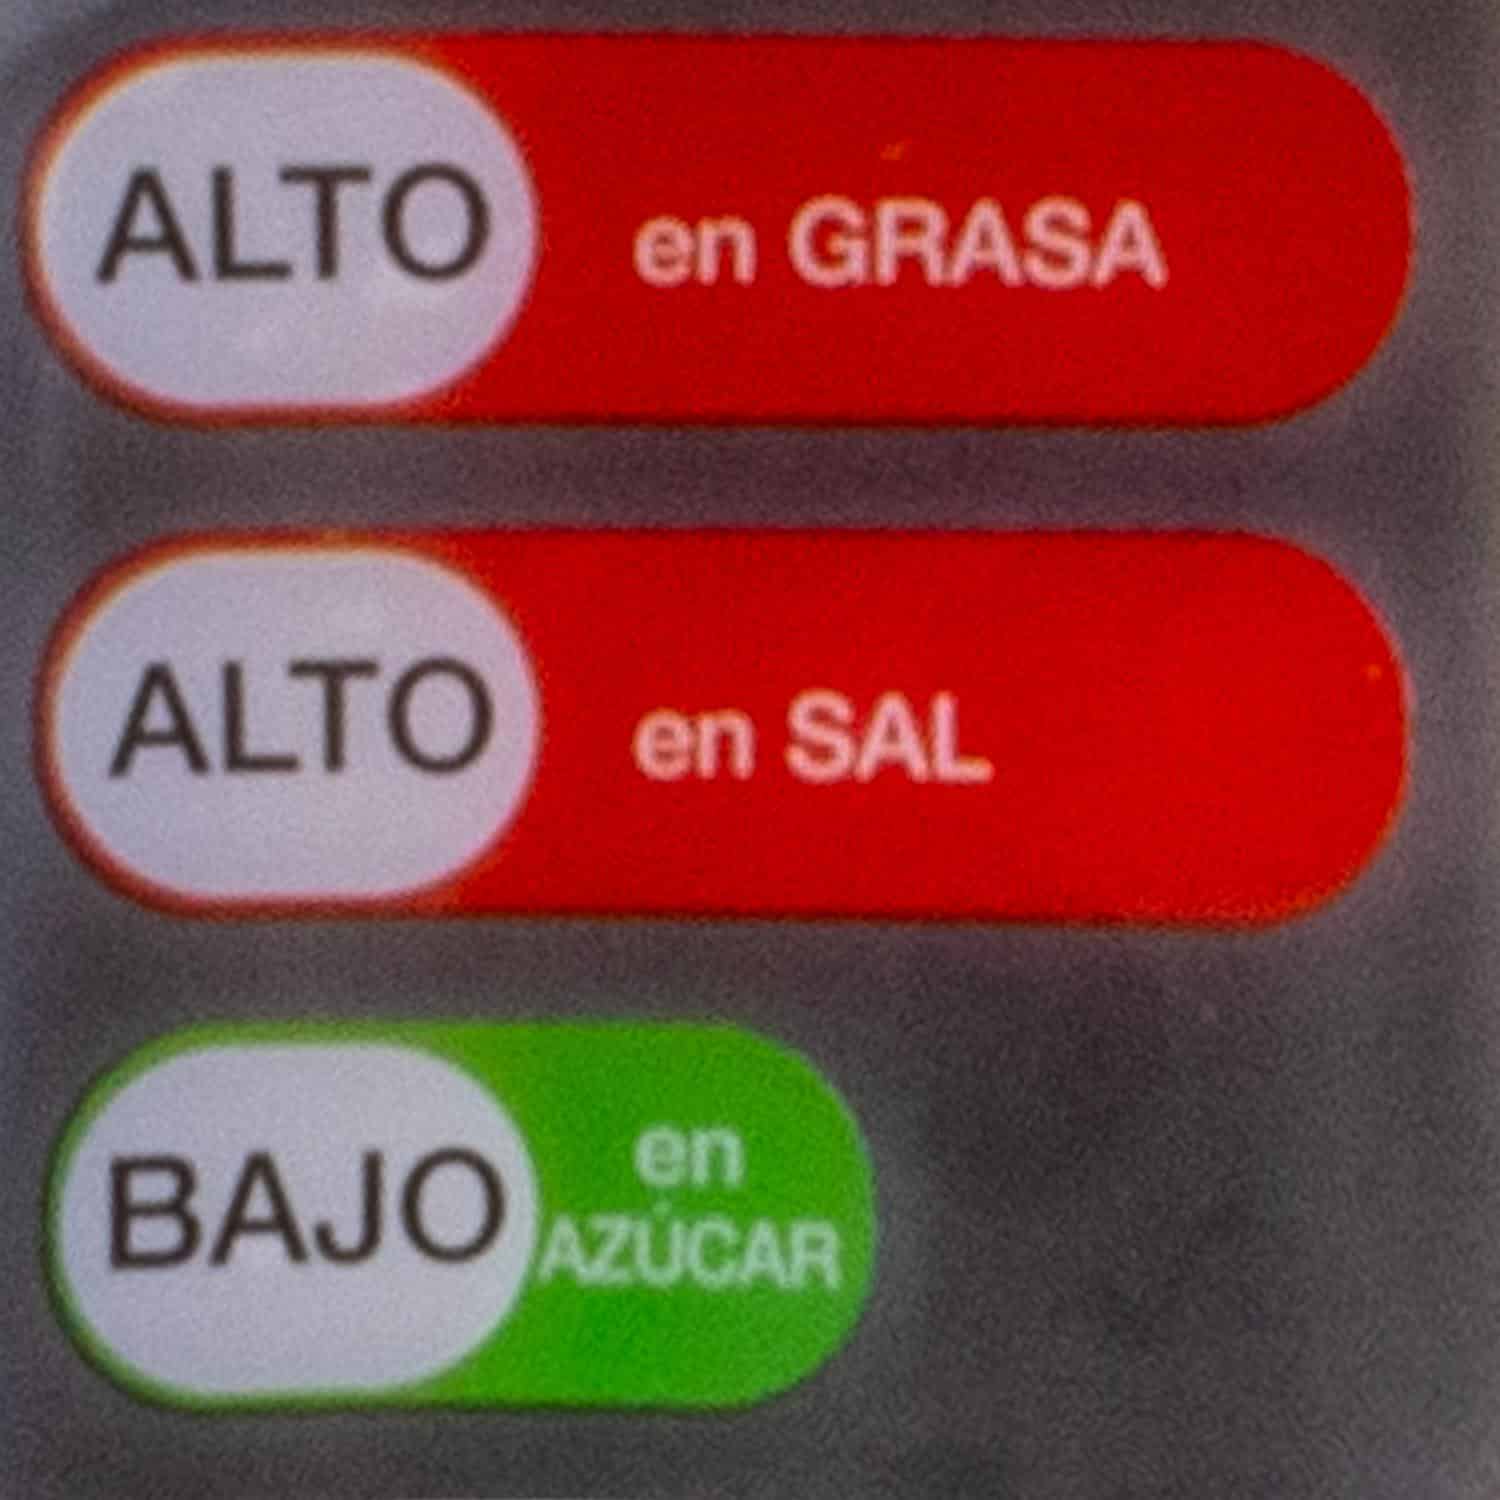 ALTO en GRASA
ALTO en SAL
BAJO en
AZÚCAR